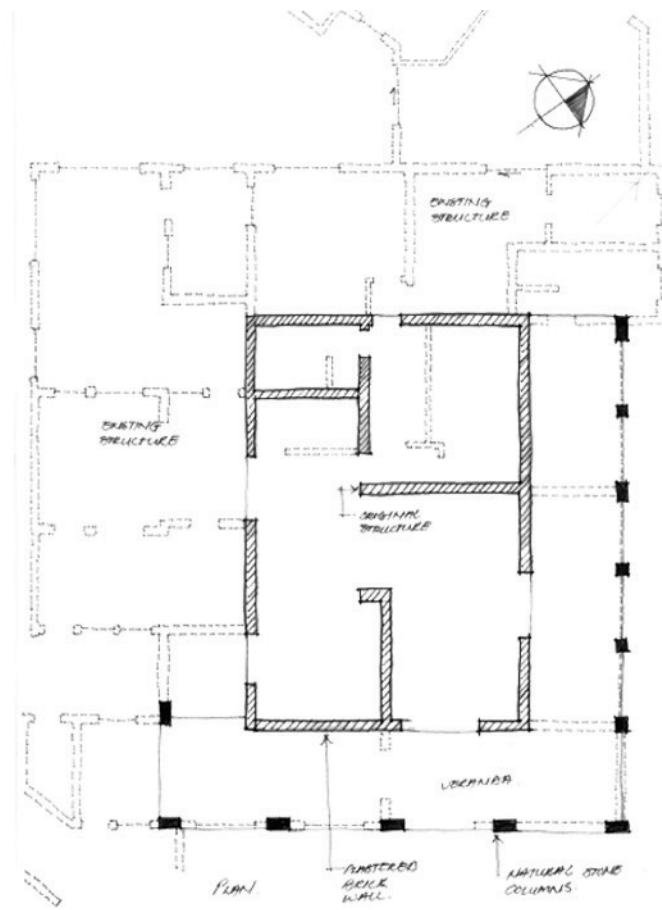 EXISTING
STRUCTURE
EXISTING
STRUCTURE
ORIGINAL
STRUCTURE
VERANDA.
PLAN
PLASTERED
BRICK
WALL.
NATURAL STONE
COLUMNS.